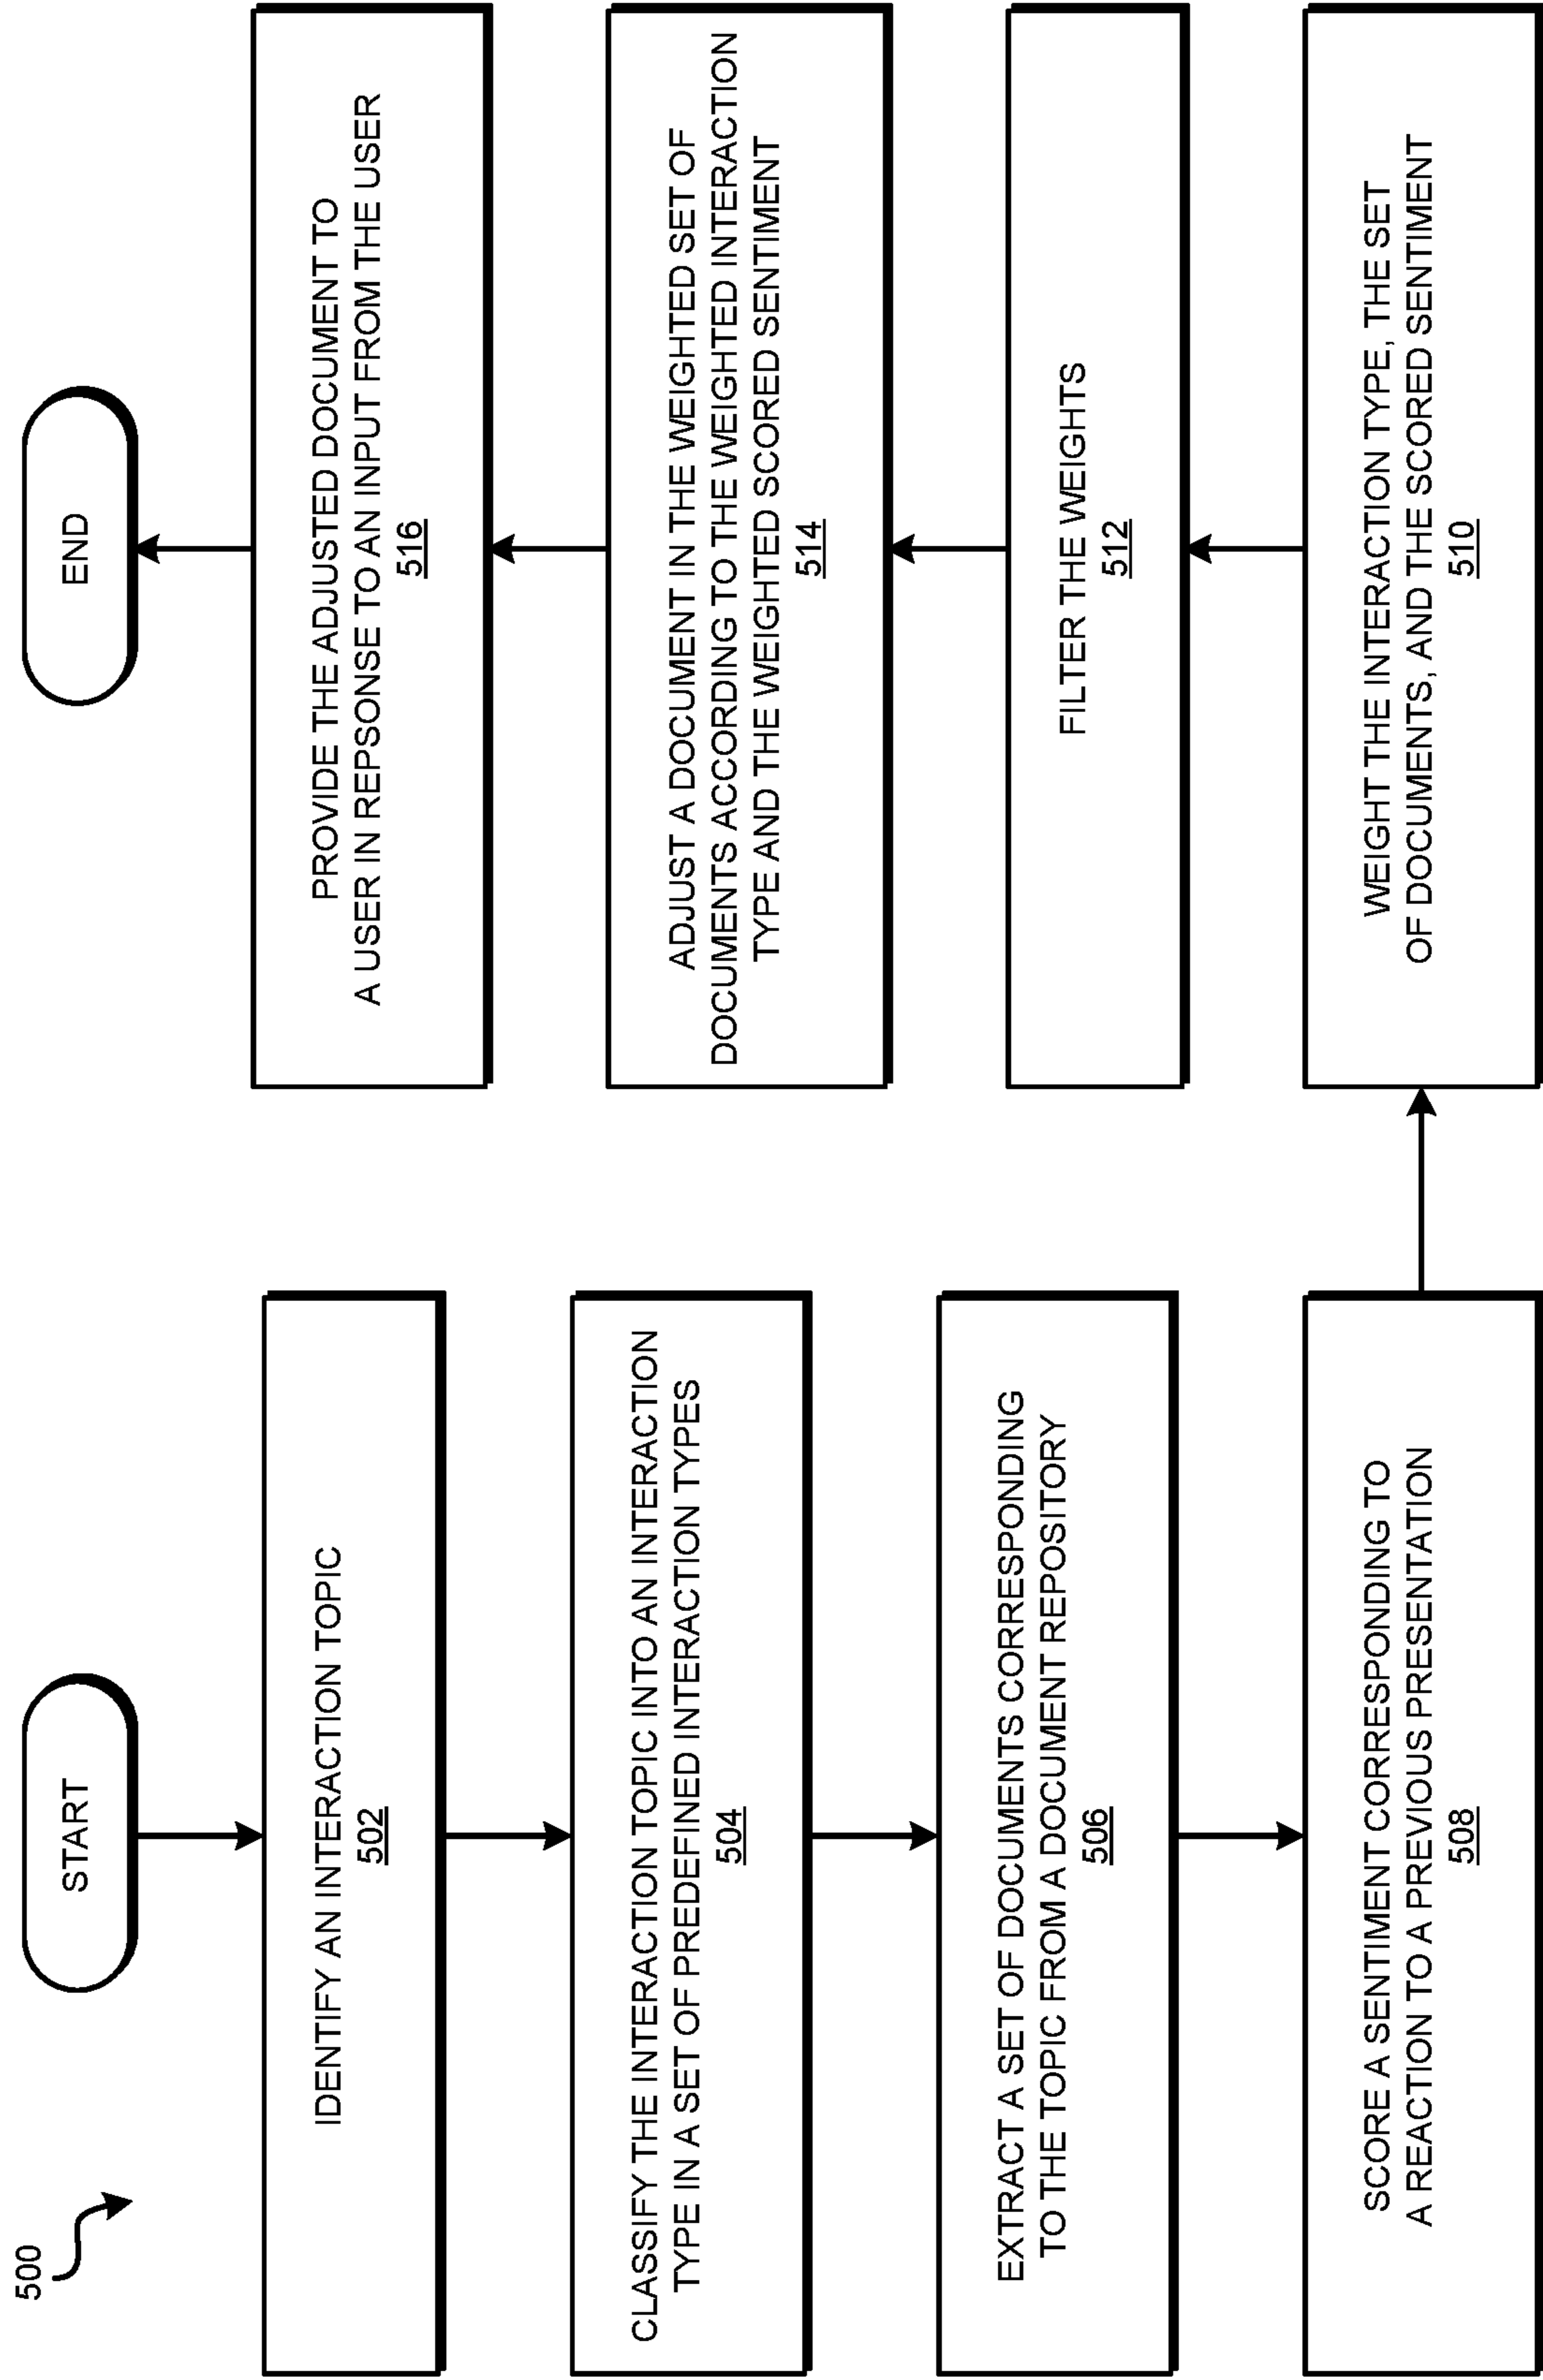 500
START
IDENTIFY AN INTERACTION TOPIC
502
CLASSIFY THE INTERACTION TOPIC INTO AN INTERACTION
TYPE IN A SET OF PREDEFINED INTERACTION TYPES
504
EXTRACT A SET OF DOCUMENTS CORRESPONDING
TO THE TOPIC FROM A DOCUMENT REPOSITORY
506
SCORE A SENTIMENT CORRESPONDING TO
A REACTION TO A PREVIOUS PRESENTATION
508
WEIGHT THE INTERACTION TYPE, THE SET
OF DOCUMENTS, AND THE SCORED SENTIMENT
510
FILTER THE WEIGHTS
512
ADJUST A DOCUMENT IN THE WEIGHTED SET OF
DOCUMENTS ACCORDING TO THE WEIGHTED INTERACTION
TYPE AND THE WEIGHTED SCORED SENTIMENT
514
PROVIDE THE ADJUSTED DOCUMENT TO
A USER IN REPSONSE TO AN INPUT FROM THE USER
516
END